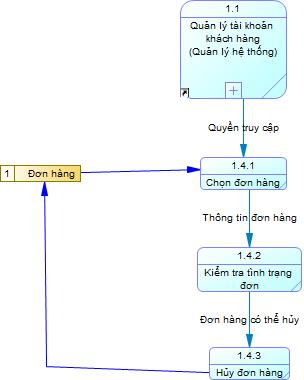 1.1
Quản lý tài khoản
khách hàng
(Quản lý hệ thống)
Quyền truy cập
1 Đơn hàng
1.4.1
Chọn đơn hàng
Thông tin đơn hàng
1.4.2
Kiểm tra tình trạng
đơn
Đơn hàng có thể hủy
1.4.3
Hủy đơn hàng